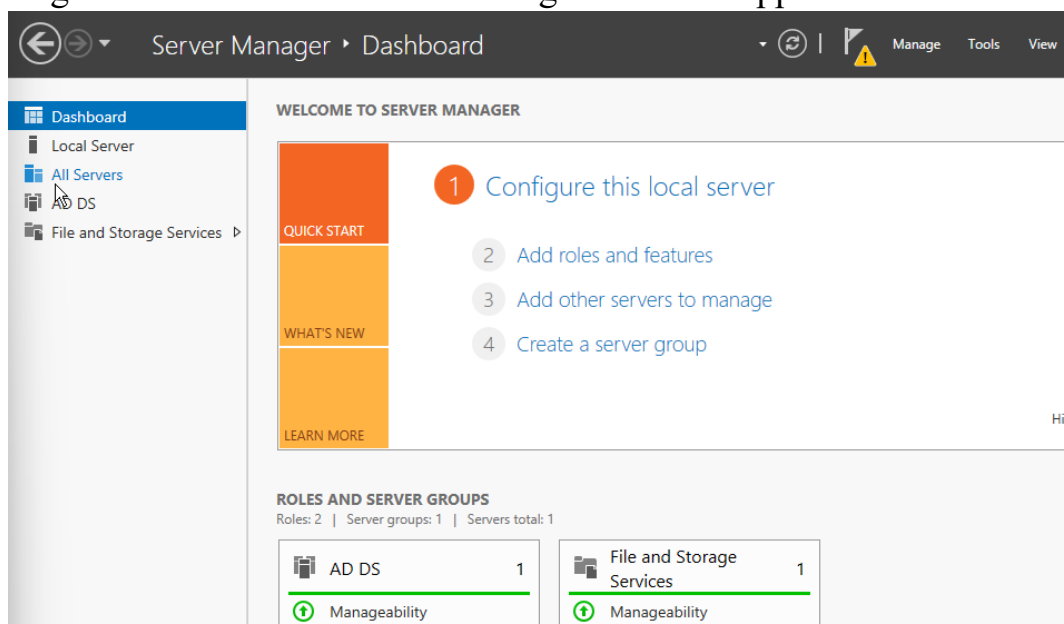 Server Manager ‣ Dashboard
Manage Tools View
Dashboard
Local Server
All Servers
AD DS
File and Storage Services
WELCOME TO SERVER MANAGER
QUICK START
WHAT'S NEW
LEARN MORE
1 Configure this local server
2 Add roles and features
3 Add other servers to manage
4 Create a server group
ROLES AND SERVER GROUPS
Roles: 2 | Server groups: 1 | Servers total: 1
AD DS 1
Manageability
File and Storage
Services 1
Manageability